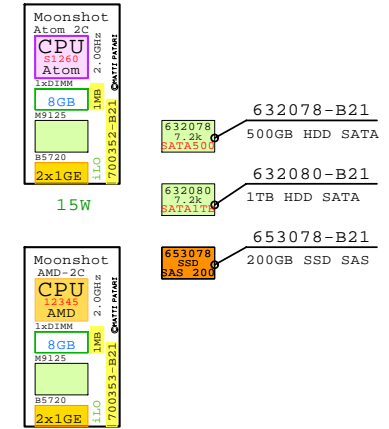 Moonshot
Atom 2C
CPU
S1260
Atom
2.0GHz
©MATTI PATARI
1xDIMM
8GB
1MB
M9125
700352-B21
B5720
iLO
2x1GE
15W
632078
7.2k
SATA500
632078-B21
500GB HDD SATA
632080
7.2k
SATA1TB
632080-B21
1TB HDD SATA
653078
SSD
SAS 200
653078-B21
200GB SSD SAS
Moonshot
AMD-2C
CPU
12345
AMD
2.0GHz
©MATTI PATARI
1xDIMM
8GB
1MB
M9125
700353-B21
B5720
iLO
2x1GE